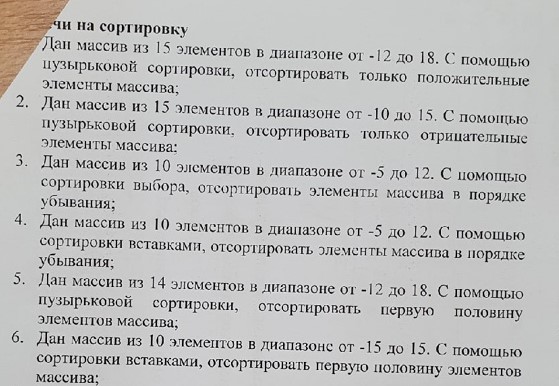 чи на сортировку
Дан массив из 15 элементов в диапазоне от -12 до 18. С помощью
пузырьковой сортировки, отсортировать только положительные
элементы массива;
2. Дан массив из 15 элементов в диапазоне от -10 до 15. С помощью
пузырьковой сортировки, отсортировать только отрицательные
элементы массива;
3. Дан массив из 10 элементов в диапазоне от -5 до 12. С помощью
сортировки выбора, отсортировать элементы массива в порядке
убывания;
4. Дан массив из 10 элементов в диапазоне от -5 до 12. С помощью
сортировки вставками, отсортировать элементы массива в порядке
убывания;
5. Дан массив из 14 элементов в диапазоне от -12 до 18. С помощью
пузырьковой сортировки, отсортировать первую половину
элементов массива;
6. Дан массив из 10 элементов в диапазоне от -15 до 15. С помощью
сортировки вставками, отсортировать первую половину элементов
массива;